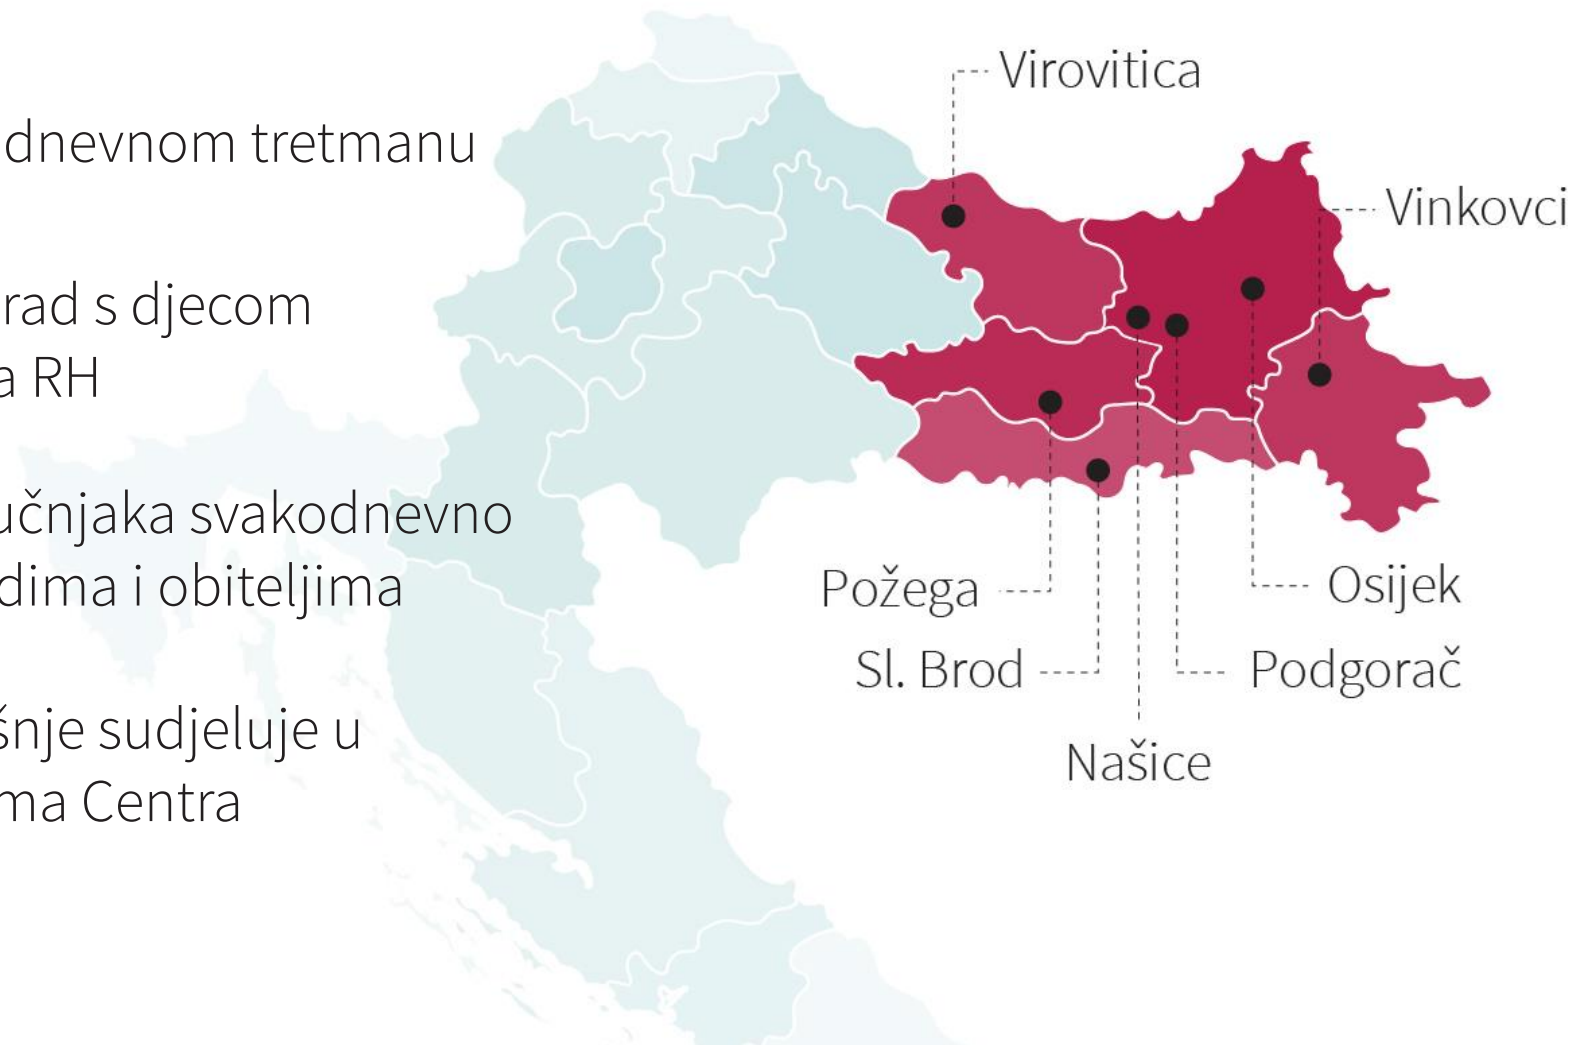 dnevnom tretmanu
rad s djecom
a RH
učnjaka svakodnevno
dima i obiteljima
šnje sudjeluje u
ma Centra
Virovitica
Vinkovci
Požega
Osijek
Sl. Brod
Podgorač
Našice